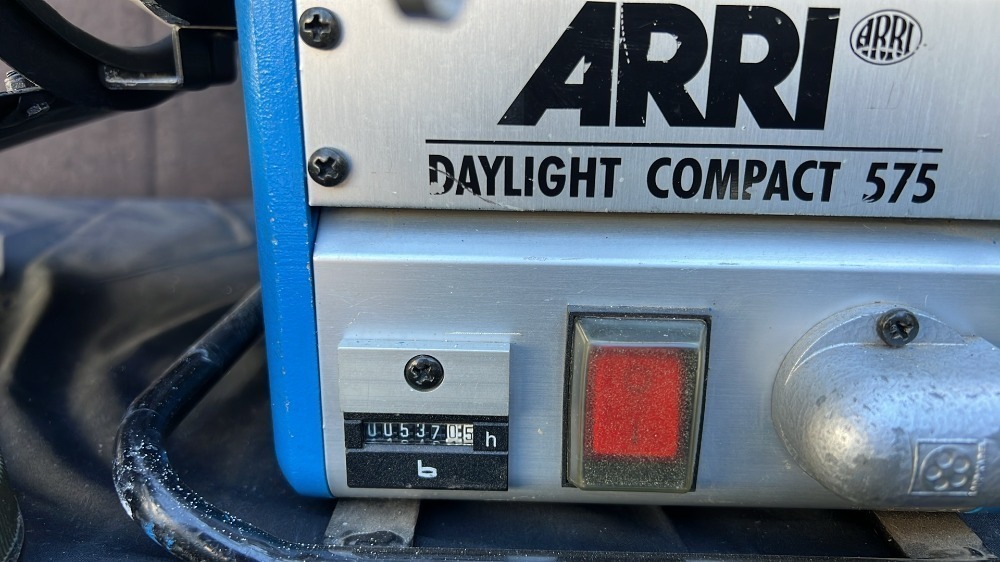 ARRI
ARRI
DAYLIGHT COMPACT 575
0053705 h
b